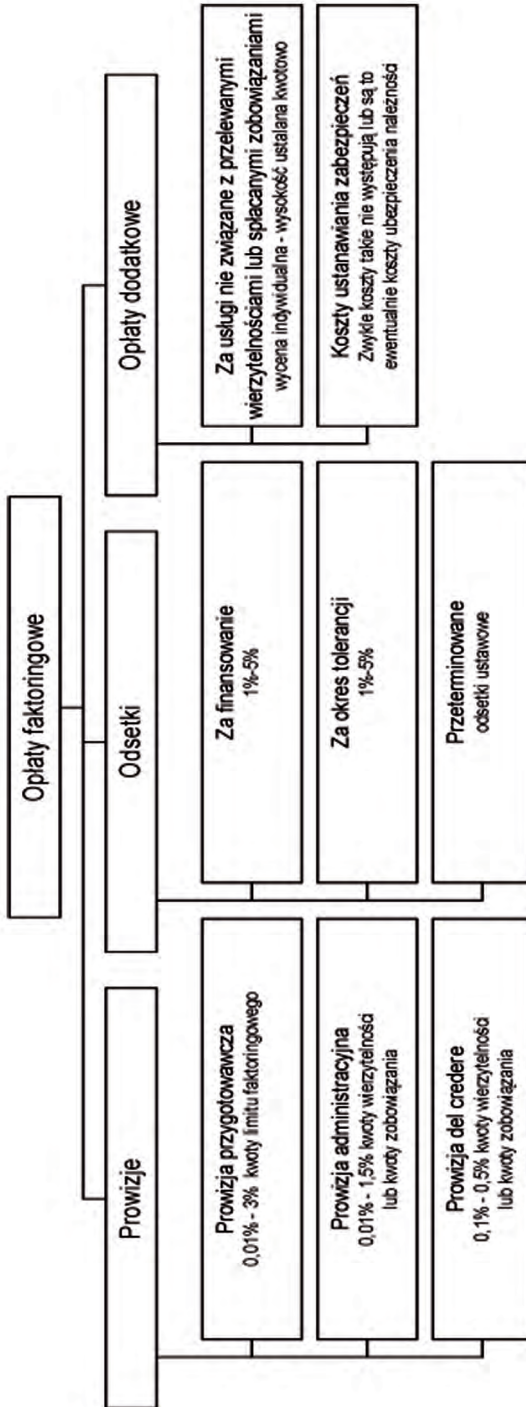 Opłaty faktoringowe
Prowizje
Prowizja przygotowawcza
0,01% - 3% kwoty limitu faktoringowego
Prowizja administracyjna
0,01% - 1,5% kwoty wierzytelności
lub kwoty zobowiązania
Prowizja del credere
0,1% - 0,5% kwoty wierzytelności
lub kwoty zobowiązania
Odsetki
Za finansowanie
1%-5%
Za okres tolerancji
1%-5%
Przeterminowane
odsetki ustawowe
Opłaty dodatkowe
Za usługi nie związane z przelewanymi
wierzytelnościami lub spłacanymi zobowiązaniami
wycena indywidualna - wysokość ustalana kwotowo
Koszty ustanawiania zabezpieczeń
Zwykle koszty takie nie występują lub są to
ewentualnie koszty ubezpieczenia należności